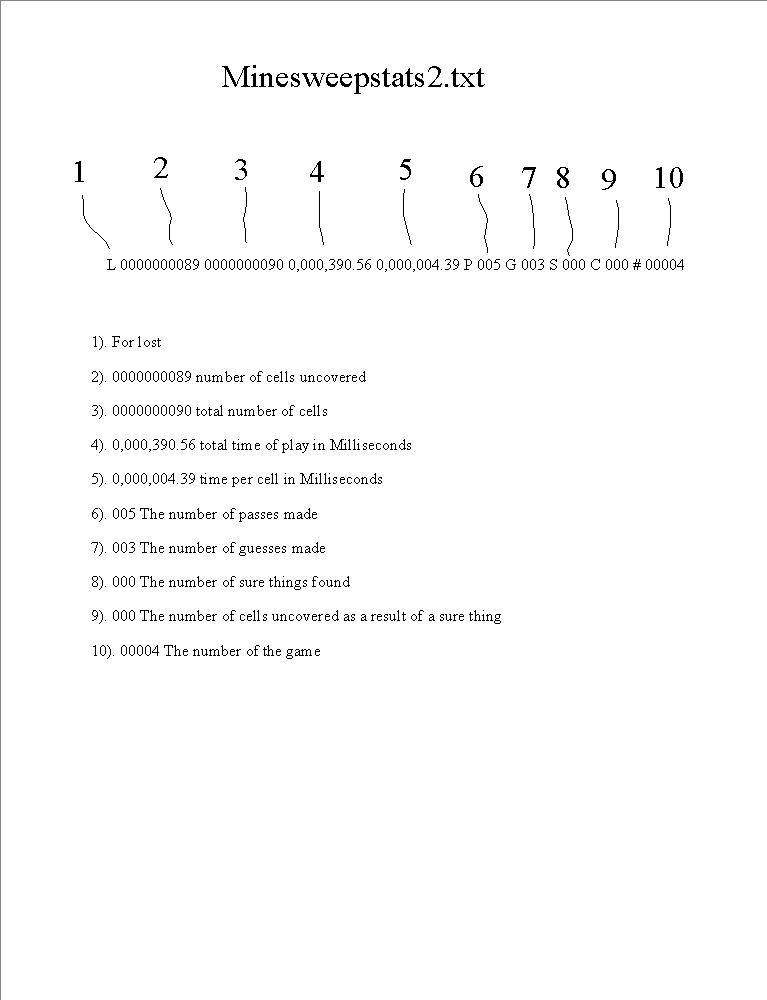 Minesweepstats2.txt
1 2 3 4 5 6 7 8 9 10
L 0000000089 0000000090 0,000,390.56 0,000,004.39 P 005 G 003 S 000 C 000 # 00004
1). For lost
2). 0000000089 number of cells uncovered
3). 0000000090 total number of cells
4). 0,000,390.56 total time of play in Milliseconds
5). 0,000,004.39 time per cell in Milliseconds
6). 005 The number of passes made
7). 003 The number of guesses made
8). 000 The number of sure things found
9). 000 The number of cells uncovered as a result of a sure thing
10). 00004 The number of the game